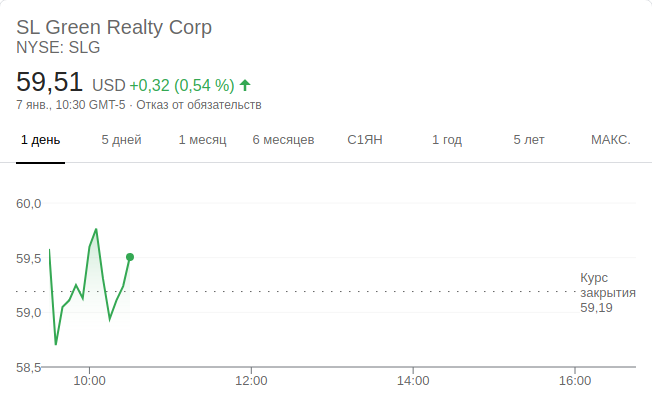 SL Green Realty Corp
NYSE: SLG
59,51 USD +0,32 (0,54 %)
7 янв., 10:30 GMT-5 · Отказ от обязательств
1 день 5 дней 1 месяц 6 месяцев С1ЯН 1 год 5 лет МАКС.
60,0
59,5
Курс
закрытия
59,19
59,0
58,5
10:00 12:00 14:00 16:00